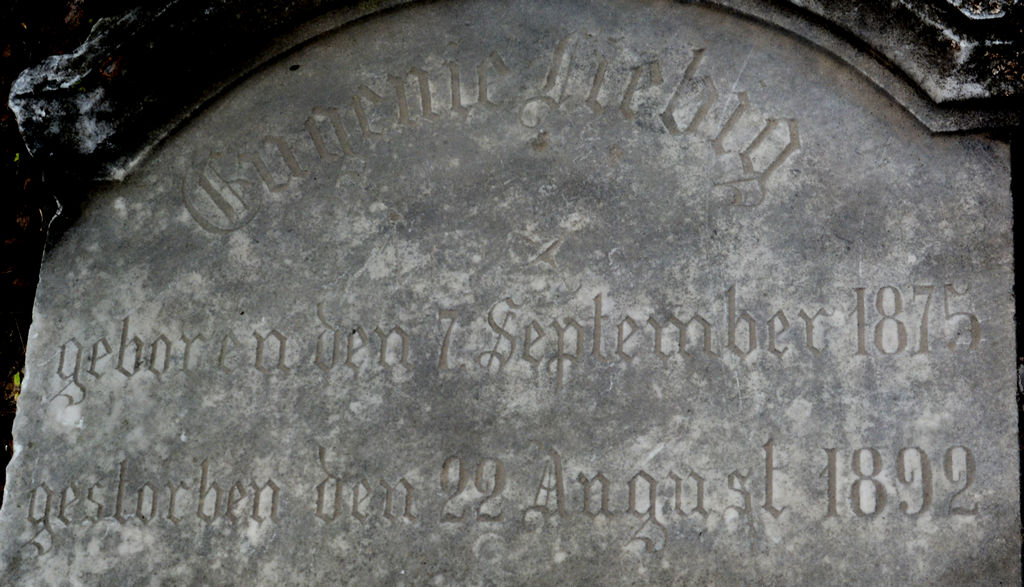 Eugenie Liebig
geboren den 7. September 1875
gestorben den 22 August 1892